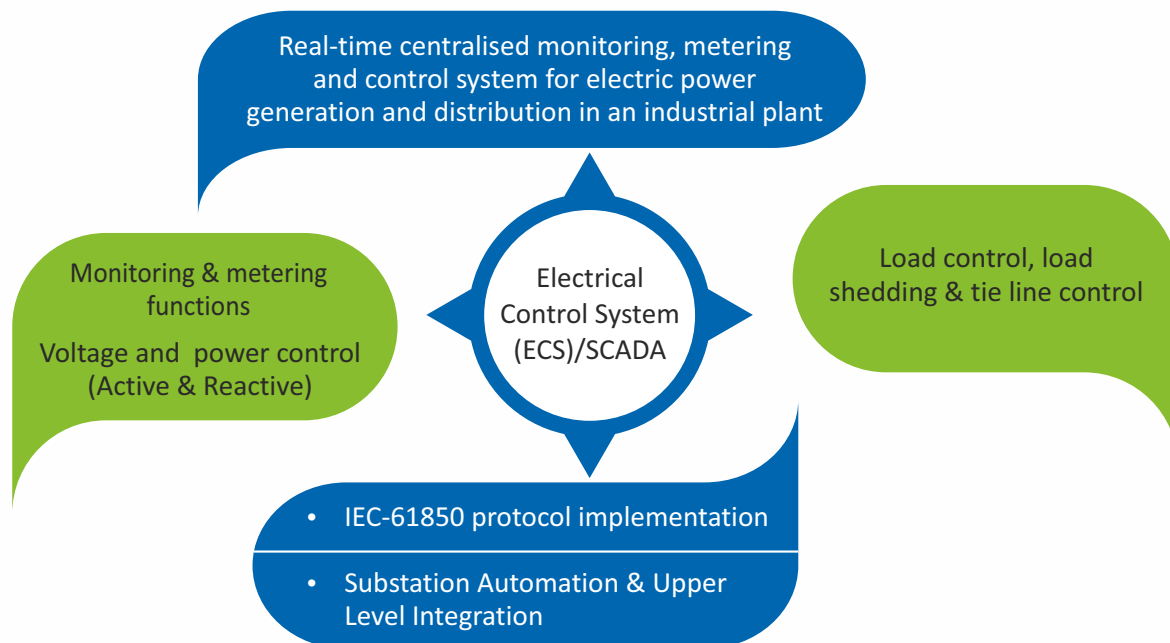 Real-time centralised monitoring, metering
and control system for electric power
generation and distribution in an industrial plant
Monitoring & metering
functions
Voltage and power control
(Active & Reactive)
Electrical
Control System
(ECS)/SCADA
Load control, load
shedding & tie line control
• IEC-61850 protocol implementation
• Substation Automation & Upper
Level Integration